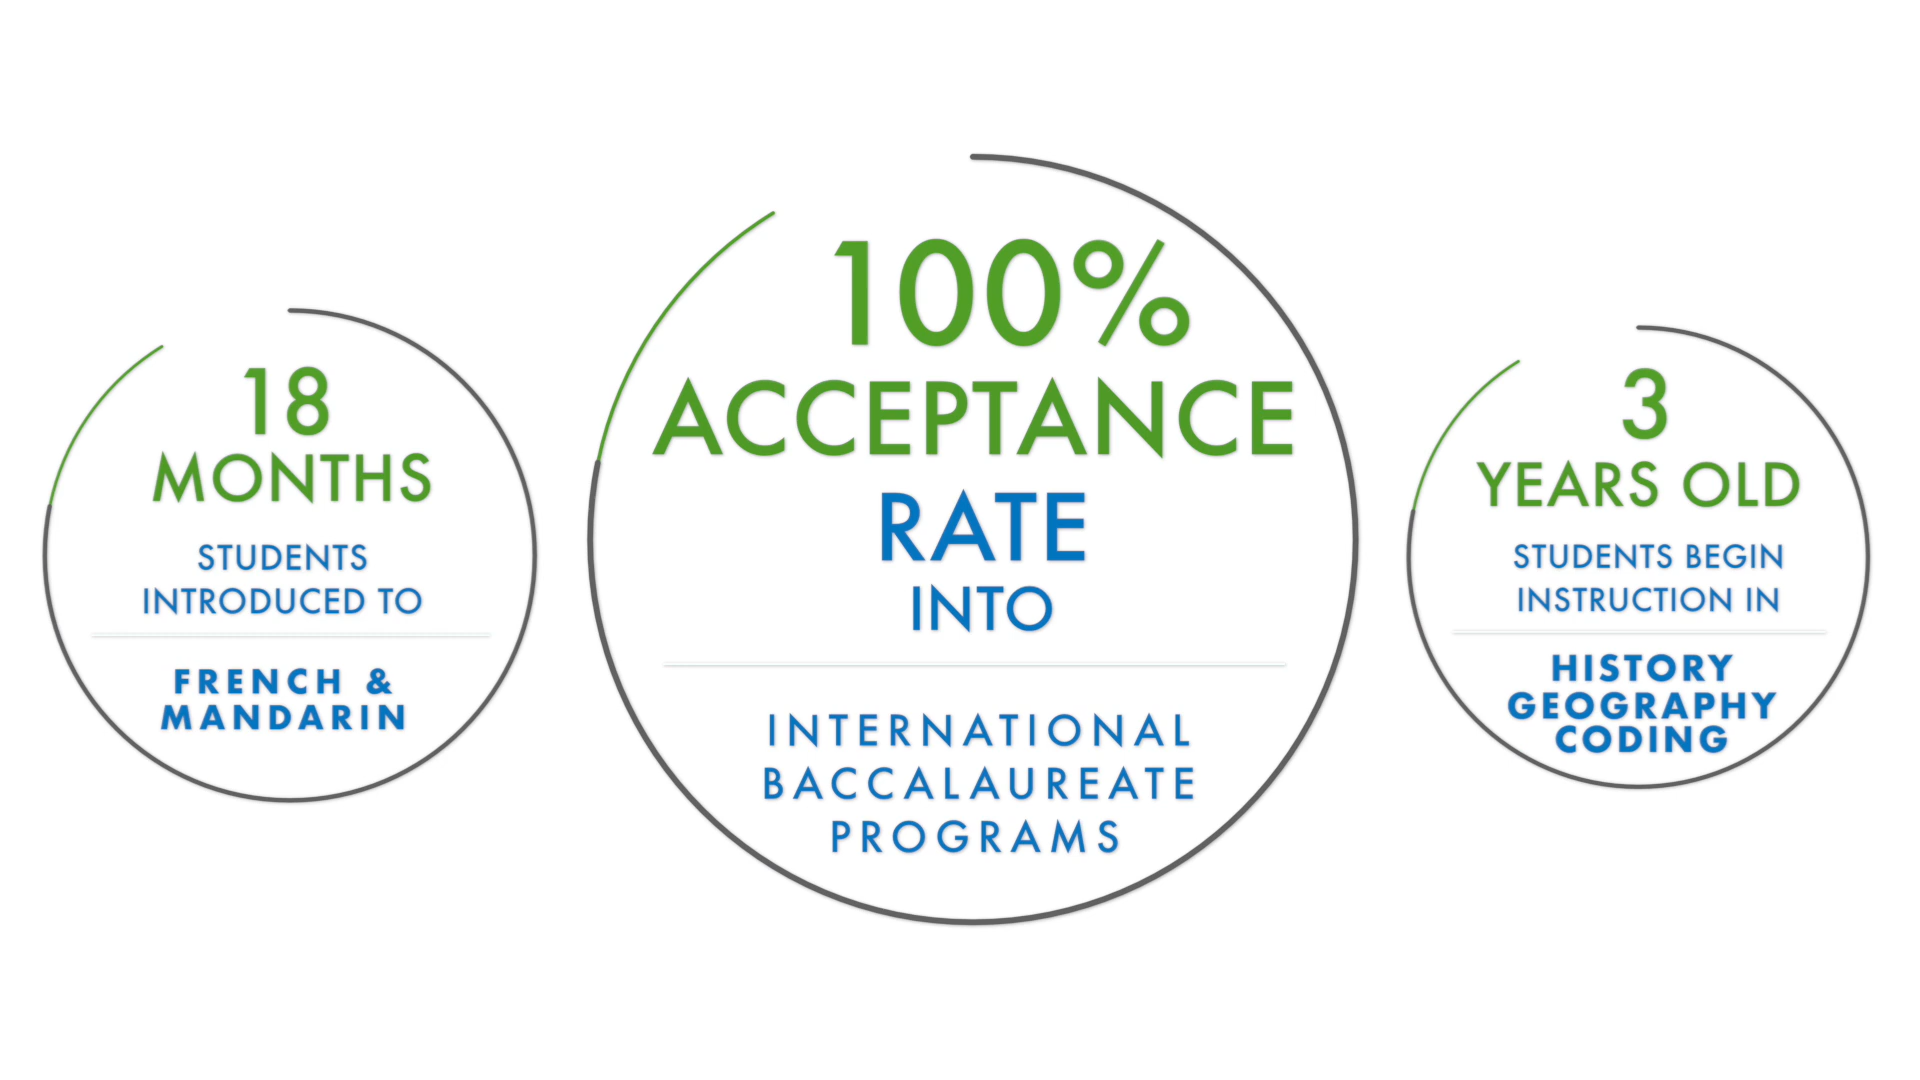 18
MONTHS
STUDENTS
INTRODUCED TO
FRENCH &
MANDARIN
100%
ACCEPTANCE
RATE
INTO
INTERNATIONAL
BACCALAUREATE
PROGRAMS
3
YEARS OLD
STUDENTS BEGIN
INSTRUCTION IN
HISTORY
GEOGRAPHY
CODING